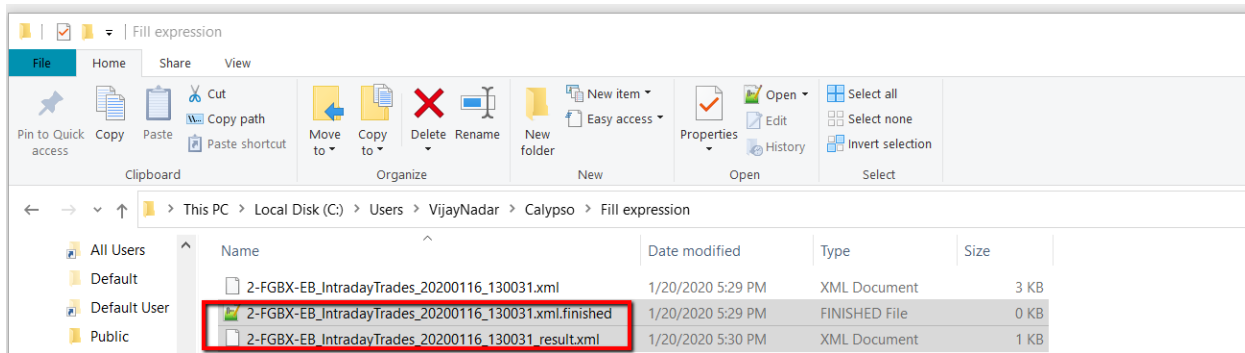 Fill expression
File Home Share View
Pin to Quick access
Copy
Paste
Cut
Copy path
Paste shortcut
Clipboard
Move to
Copy to
Delete
Rename
Organize
New folder
New item
Easy access
New
Properties
Open
Edit
History
Open
Select all
Select none
Invert selection
Select
This PC > Local Disk (C:) > Users > VijayNadar > Calypso > Fill expression
All Users
Default
Default User
Public
Name Date modified Type Size
2-FGBX-EB_IntradayTrades_20200116_130031.xml 1/20/2020 5:29 PM XML Document 3 KB
2-FGBX-EB_IntradayTrades_20200116_130031.xml.finished 1/20/2020 5:29 PM FINISHED File 0 KB
2-FGBX-EB_IntradayTrades_20200116_130031_result.xml 1/20/2020 5:30 PM XML Document 1 KB